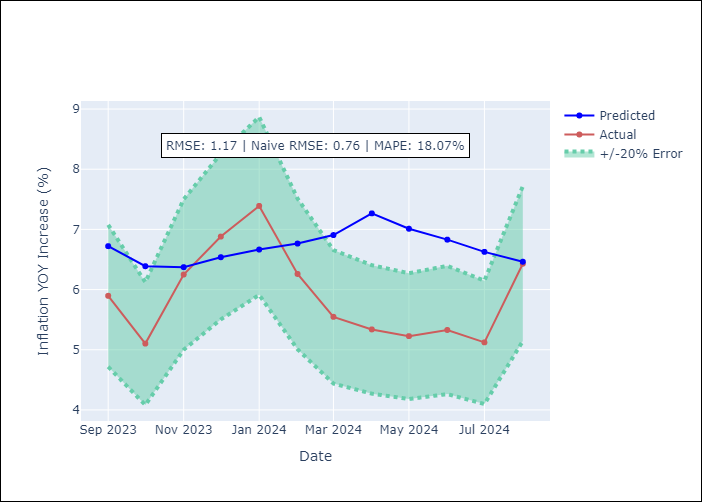 RMSE: 1.17 | Naive RMSE: 0.76 | MAPE: 18.07%
Predicted
Actual
+/-20% Error
9
8
7
6
5
4
Inflation YOY Increase (%)
Sep 2023
Nov 2023
Jan 2024
Mar 2024
May 2024
Jul 2024
Date